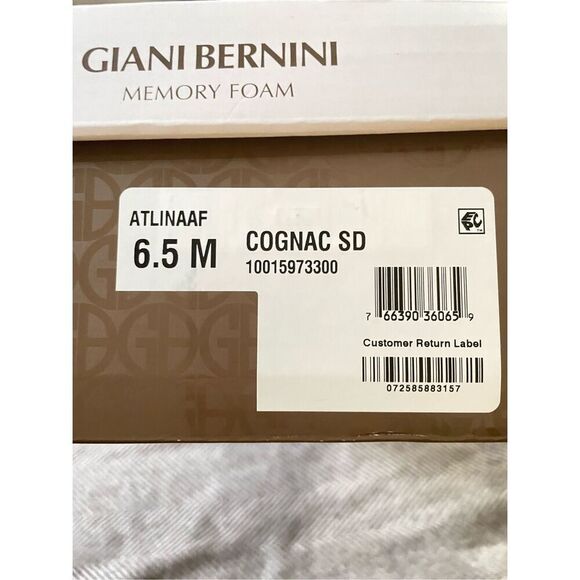 GIANI BERNINI
MEMORY FOAM
ATLINAAF
6.5 M
COGNAC SD
10015973300
7 66390 36065 9
Customer Return Label
072585883157